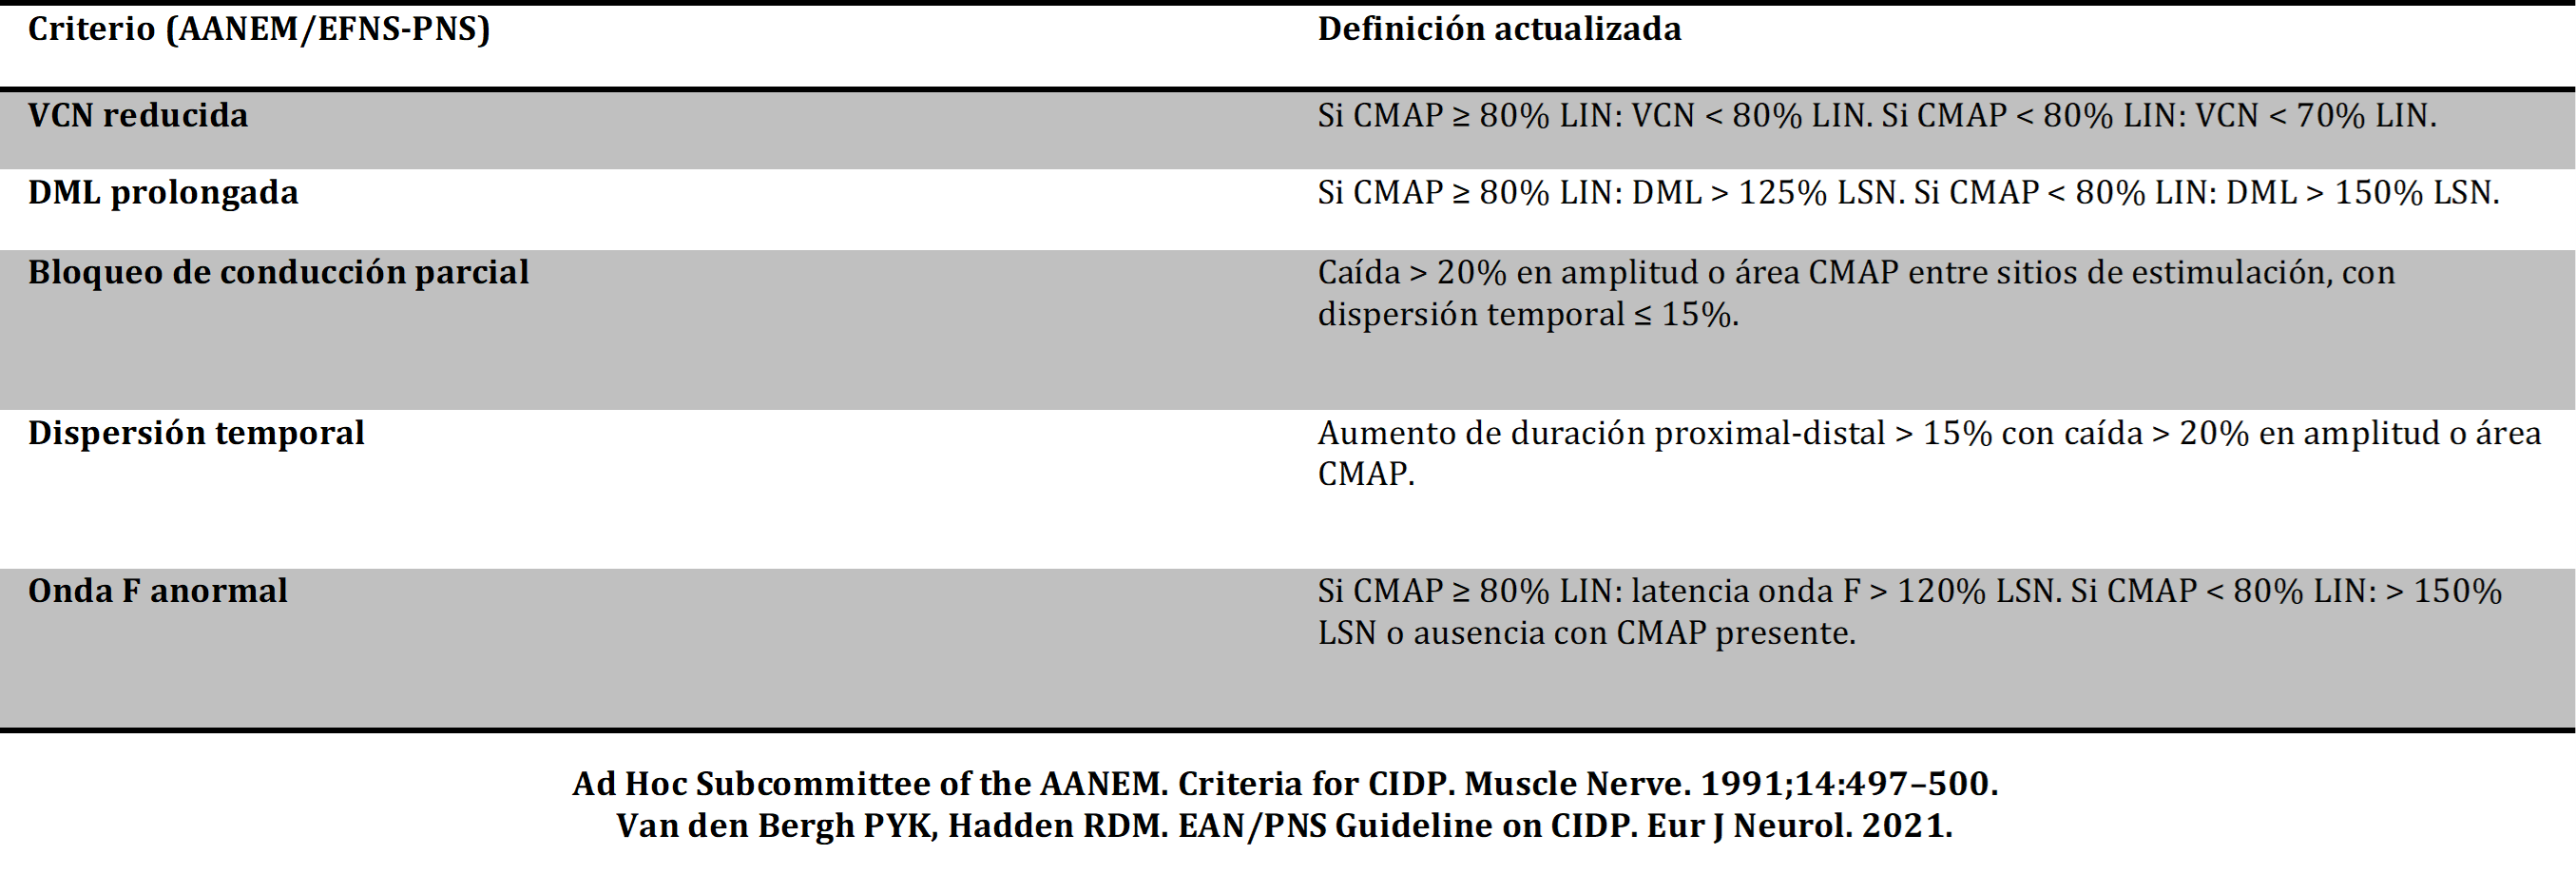 Criterio (AANEM/EFNS-PNS)
Definición actualizada
VCN reducida
Si CMAP ≥ 80% LIN: VCN < 80% LIN. Si CMAP < 80% LIN: VCN < 70% LIN.
DML prolongada
Si CMAP ≥ 80% LIN: DML > 125% LSN. Si CMAP < 80% LIN: DML > 150% LSN.
Bloqueo de conducción parcial
Caída > 20% en amplitud o área CMAP entre sitios de estimulación, con
dispersión temporal ≤ 15%.
Dispersión temporal
Aumento de duración proximal-distal > 15% con caída > 20% en amplitud o área
CMAP.
Onda F anormal
Si CMAP ≥ 80% LIN: latencia onda F > 120% LSN. Si CMAP < 80% LIN: > 150%
LSN o ausencia con CMAP presente.
Ad Hoc Subcommittee of the AANEM. Criteria for CIDP. Muscle Nerve. 1991;14:497–500.
Van den Bergh PYK, Hadden RDM. EAN/PNS Guideline on CIDP. Eur J Neurol. 2021.